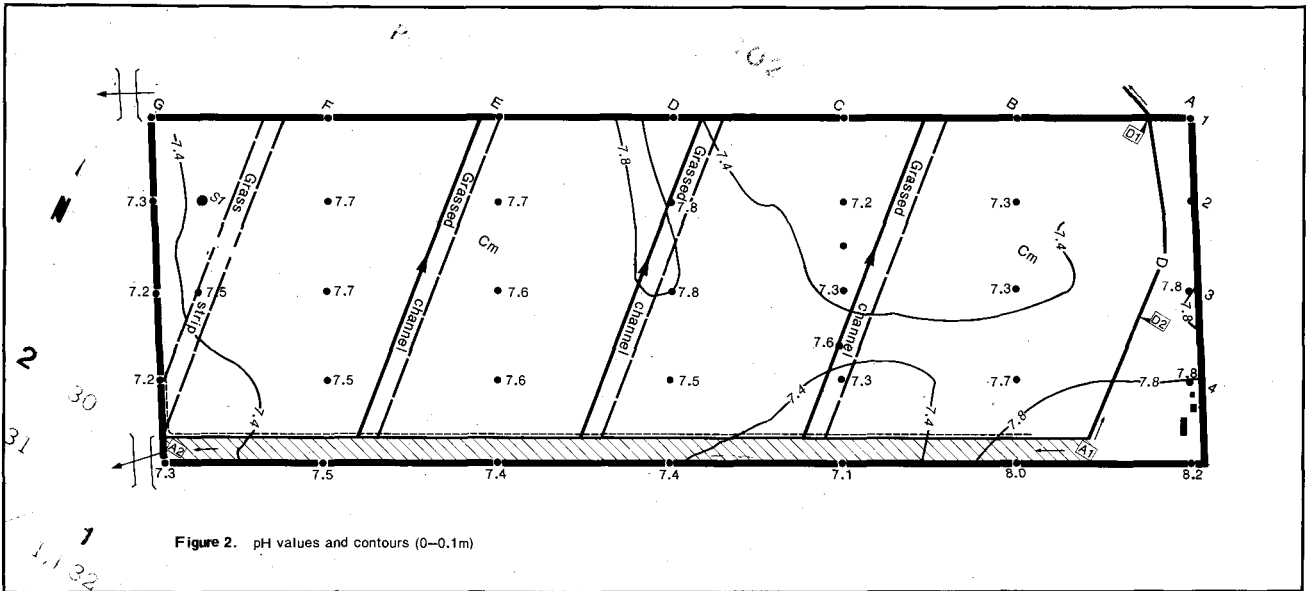 102
G F E D C B A
1
D1
7.4
7.8
7.4
Grass strip
Grassed channel
Grassed channel
Grassed channel
7.3 S1 7.7 7.7 7.8 7.2 7.3 2
Cm
Cm
7.4
D
7.2 7.5 7.7 7.6 7.8 7.3 7.3 7.8 3
7.8
D2
7.6
2
7.2 7.5 7.6 7.5 7.3 7.7 7.8 7.8 4
30
7.4
7.4
7.4
7.8
31
A2 A1
7.3 7.5 7.4 7.4 7.1 8.0 8.2
1
Figure 2. pH values and contours (0–0.1m)
32